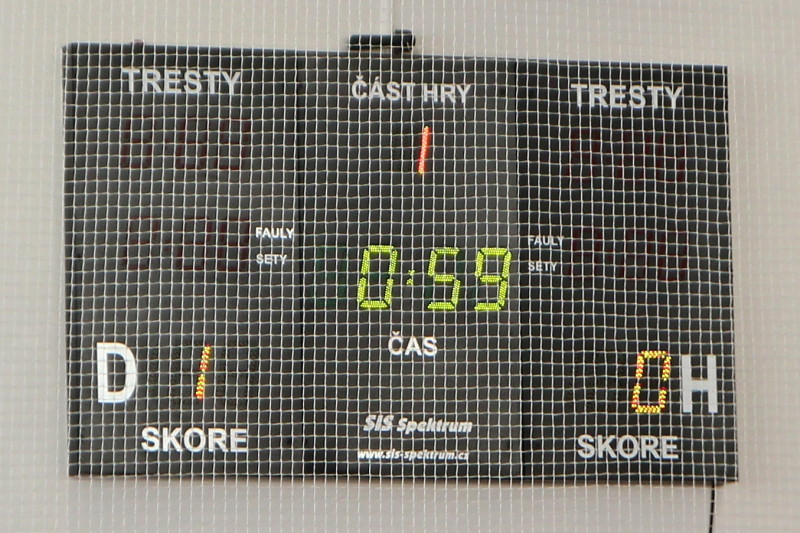 TRESTY
ČÁST HRY
TRESTY
1
FAULY
SETY
0:59
FAULY
SETY
ČAS
D 1
0 H
SKORE
SiS Spektrum
www.sis-spektrum.cz
SKORE